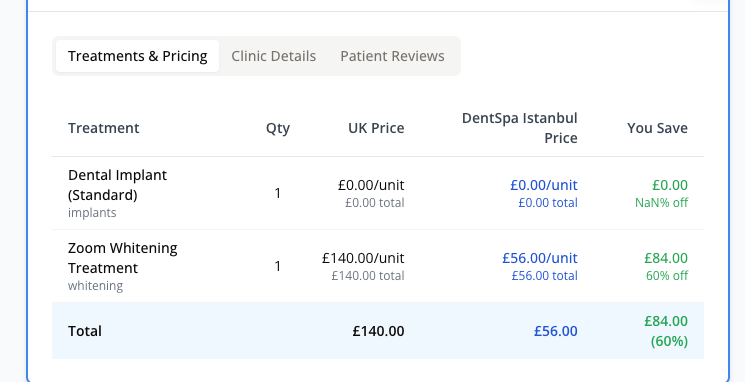 Treatments & Pricing Clinic Details Patient Reviews
Treatment Qty UK Price DentSpa Istanbul Price You Save
Dental Implant (Standard)
implants
1
£0.00/unit
£0.00 total
£0.00/unit
£0.00 total
£0.00
NaN% off
Zoom Whitening Treatment
whitening
1
£140.00/unit
£140.00 total
£56.00/unit
£56.00 total
£84.00
60% off
Total £140.00 £56.00 £84.00 (60%)